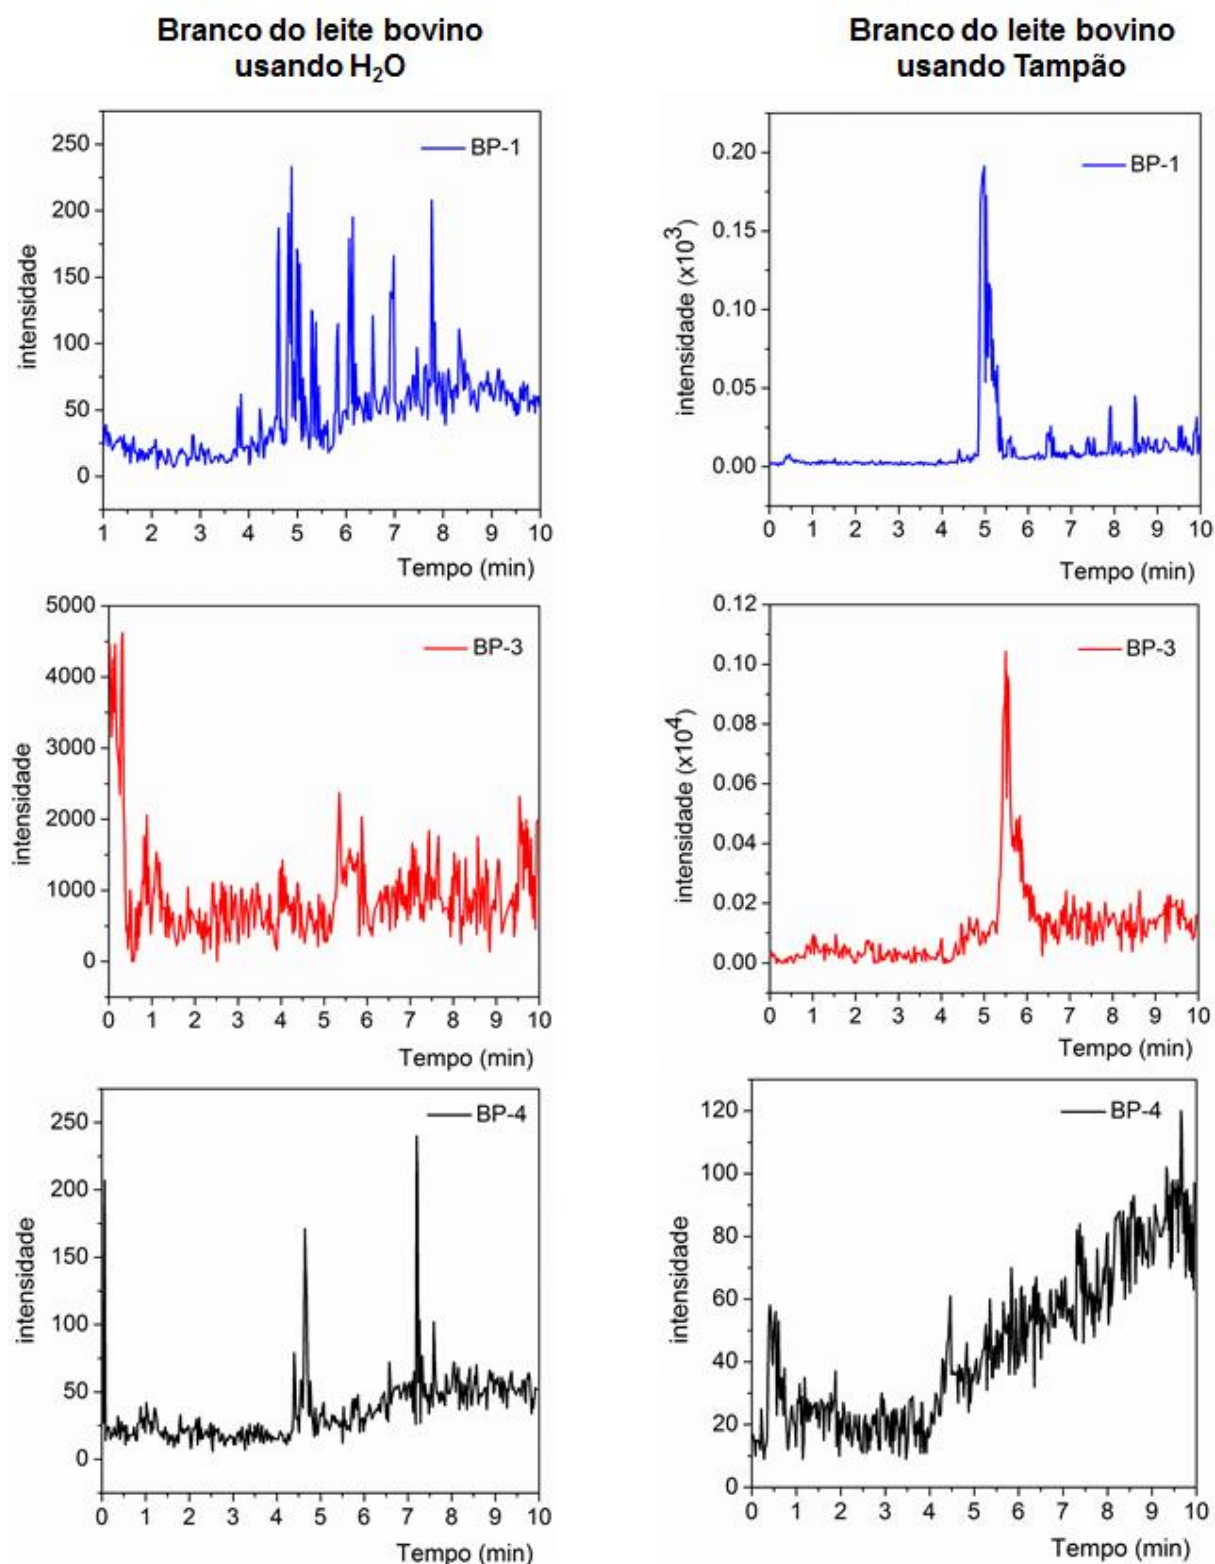 Branco do leite bovino
usando H₂O
Branco do leite bovino
usando Tampão
250
200
150
100
50
0
intensidade
BP-1
1 2 3 4 5 6 7 8 9 10
Tempo (min)
0.20
0.15
0.10
0.05
0.00
intensidade (x10³)
BP-1
0 1 2 3 4 5 6 7 8 9 10
Tempo (min)
5000
4000
3000
2000
1000
0
intensidade
BP-3
0 1 2 3 4 5 6 7 8 9 10
Tempo (min)
0.12
0.10
0.08
0.06
0.04
0.02
0.00
intensidade (x10⁴)
BP-3
0 1 2 3 4 5 6 7 8 9 10
Tempo (min)
250
200
150
100
50
0
intensidade
BP-4
0 1 2 3 4 5 6 7 8 9 10
Tempo (min)
120
100
80
60
40
20
0
intensidade
BP-4
0 1 2 3 4 5 6 7 8 9 10
Tempo (min)